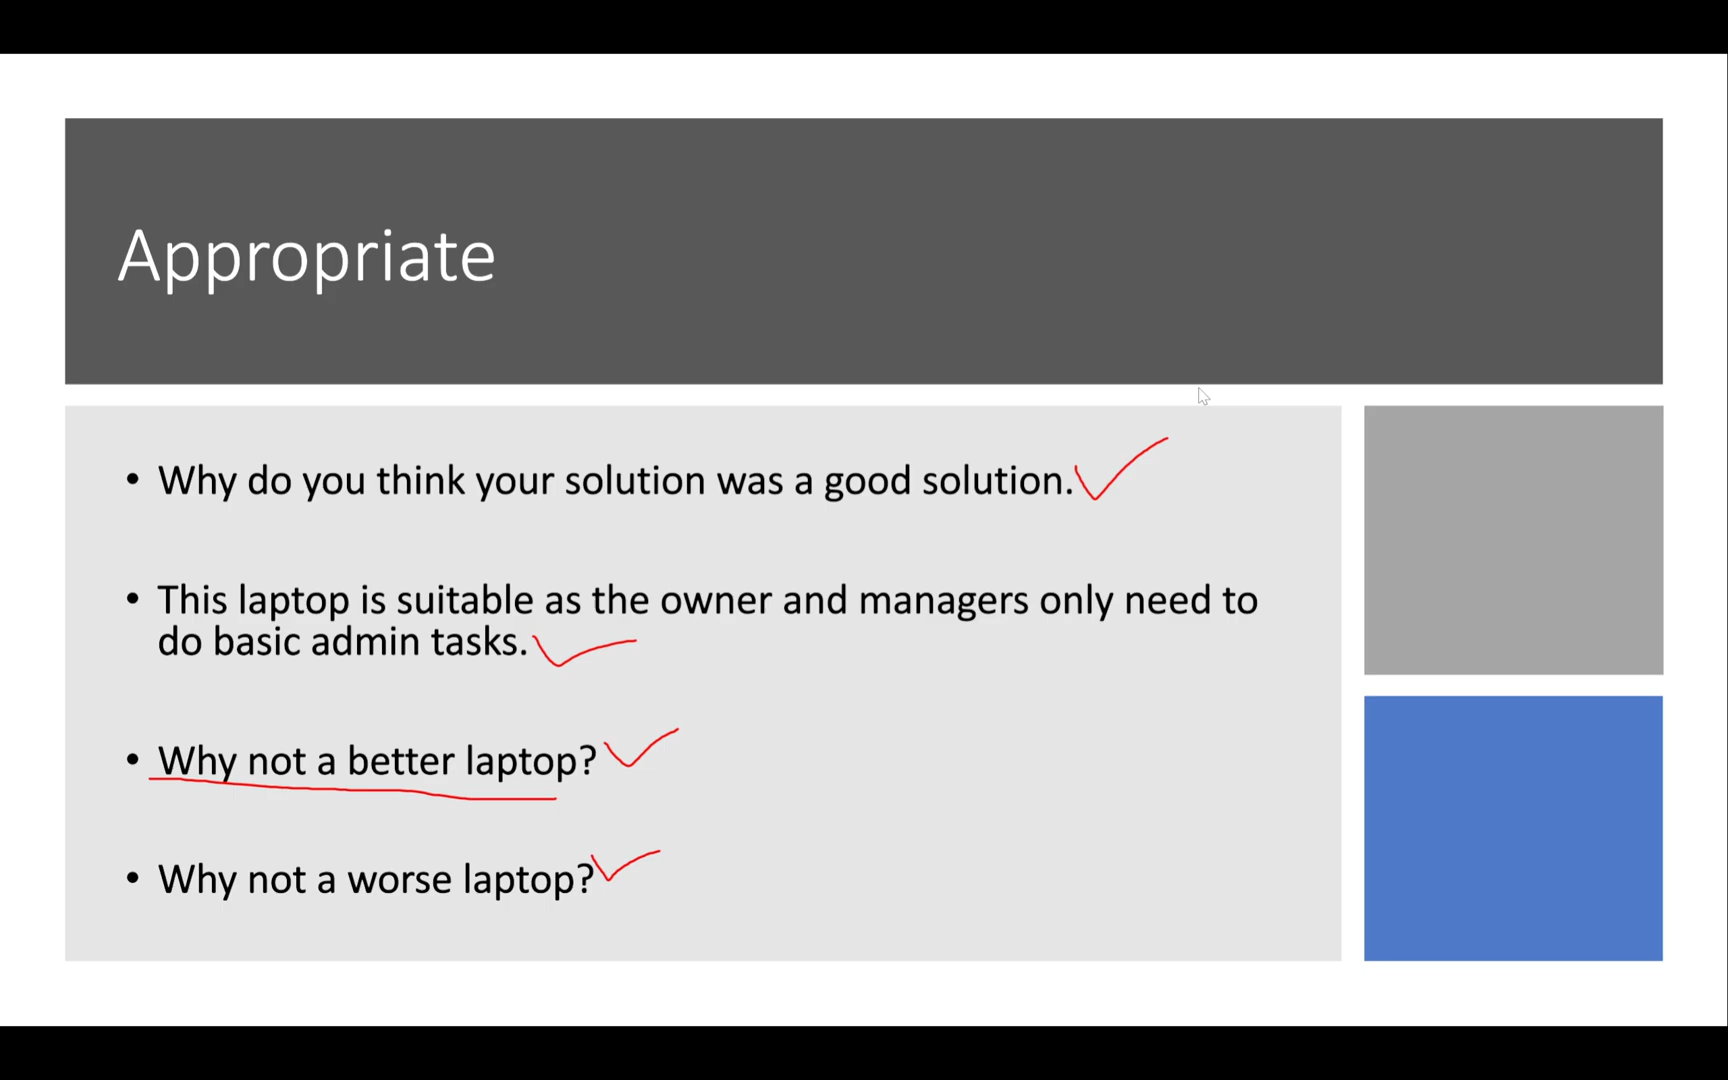 Appropriate
• Why do you think your solution was a good solution.
• This laptop is suitable as the owner and managers only need to
do basic admin tasks.
• Why not a better laptop?
• Why not a worse laptop?